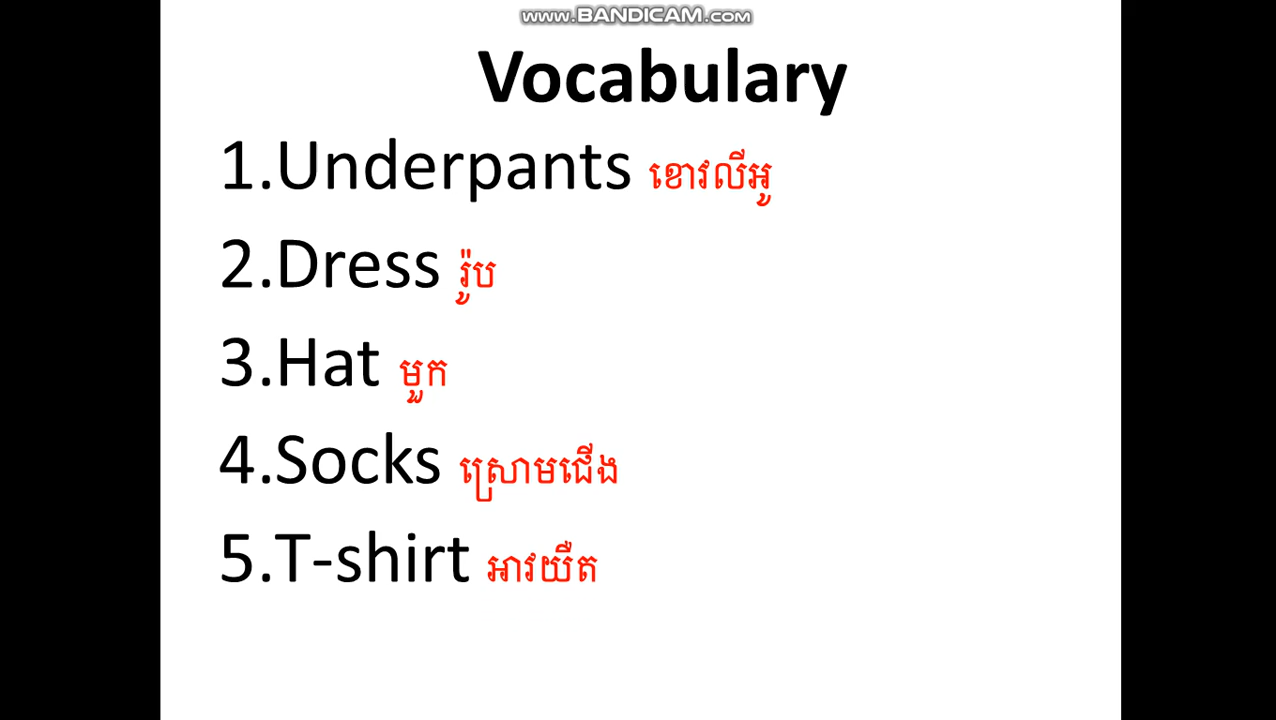 www.BANDICAM.com
Vocabulary
1.Underpants ខោវលីអូ
2.Dress រ៉ូប
3.Hat មួក
4.Socks ស្រោមជើង
5.T-shirt អាវយឺត